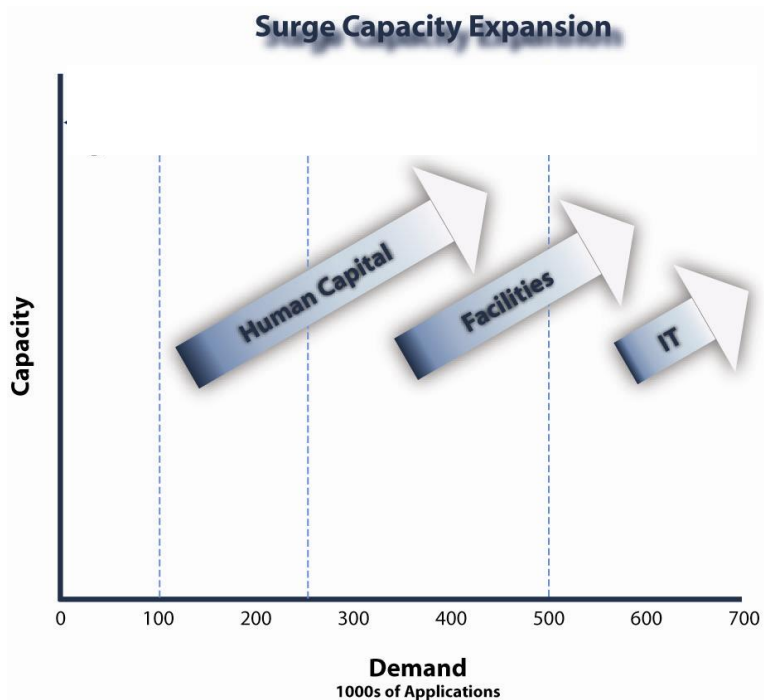 Surge Capacity Expansion
Capacity
Human Capital
Facilities
IT
0 100 200 300 400 500 600 700
Demand
1000s of Applications